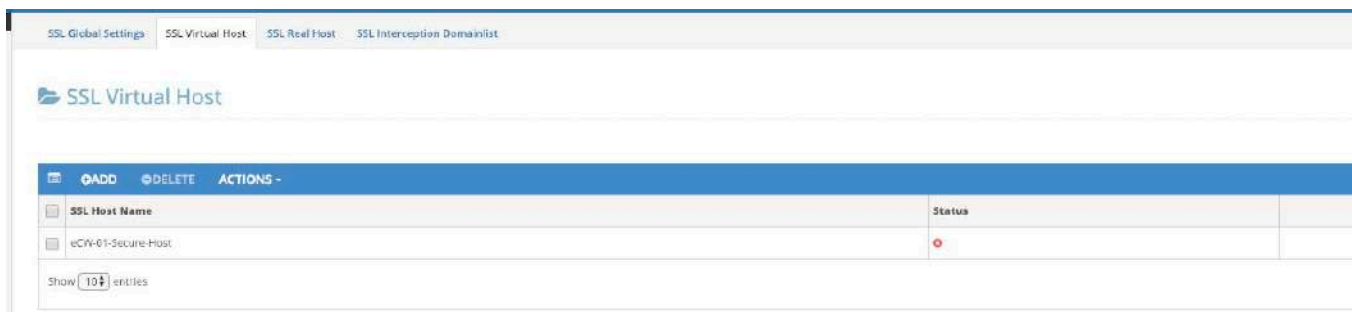 SSL Global Settings SSL Virtual Host SSL Real Host SSL Interception Domainlist
SSL Virtual Host
ADD DELETE ACTIONS
SSL Host Name Status
eCW-01-Secure-Host
Show 10 entries